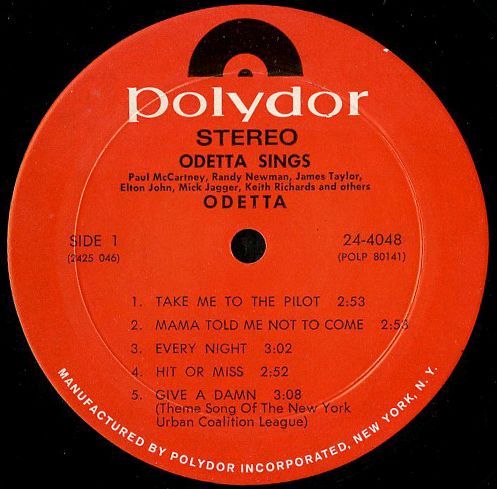 polydor
STEREO
ODETTA SINGS
Paul McCartney, Randy Newman, James Taylor,
Elton John, Mick Jagger, Keith Richards and others
ODETTA
SIDE 1
(2425 046)
24-4048
(POLP 80141)
1. TAKE ME TO THE PILOT 2:53
2. MAMA TOLD ME NOT TO COME 2:53
3. EVERY NIGHT 3:02
4. HIT OR MISS 2:52
5. GIVE A DAMN 3:08
(Theme Song Of The New York
Urban Coalition League)
MANUFACTURED BY POLYDOR INCORPORATED, NEW YORK, N.Y.